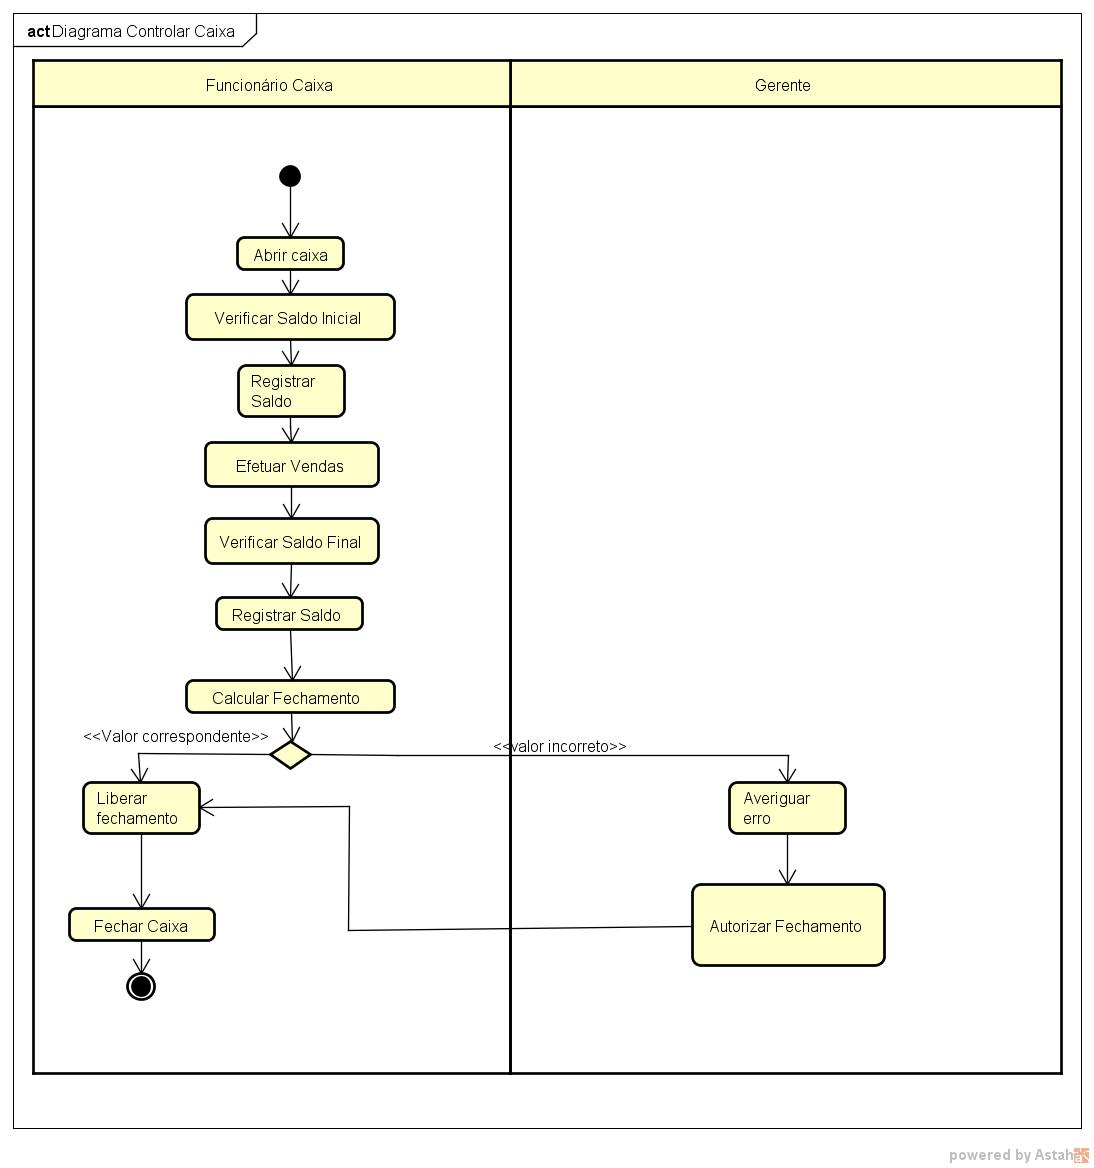 act Diagrama Controlar Caixa
Funcionário Caixa
Gerente
Abrir caixa
Verificar Saldo Inicial
Registrar
Saldo
Efetuar Vendas
Verificar Saldo Final
Registrar Saldo
Calcular Fechamento
<<Valor correspondente>>
<<valor incorreto>>
Liberar
fechamento
Averiguar
erro
Fechar Caixa
Autorizar Fechamento
powered by Astah